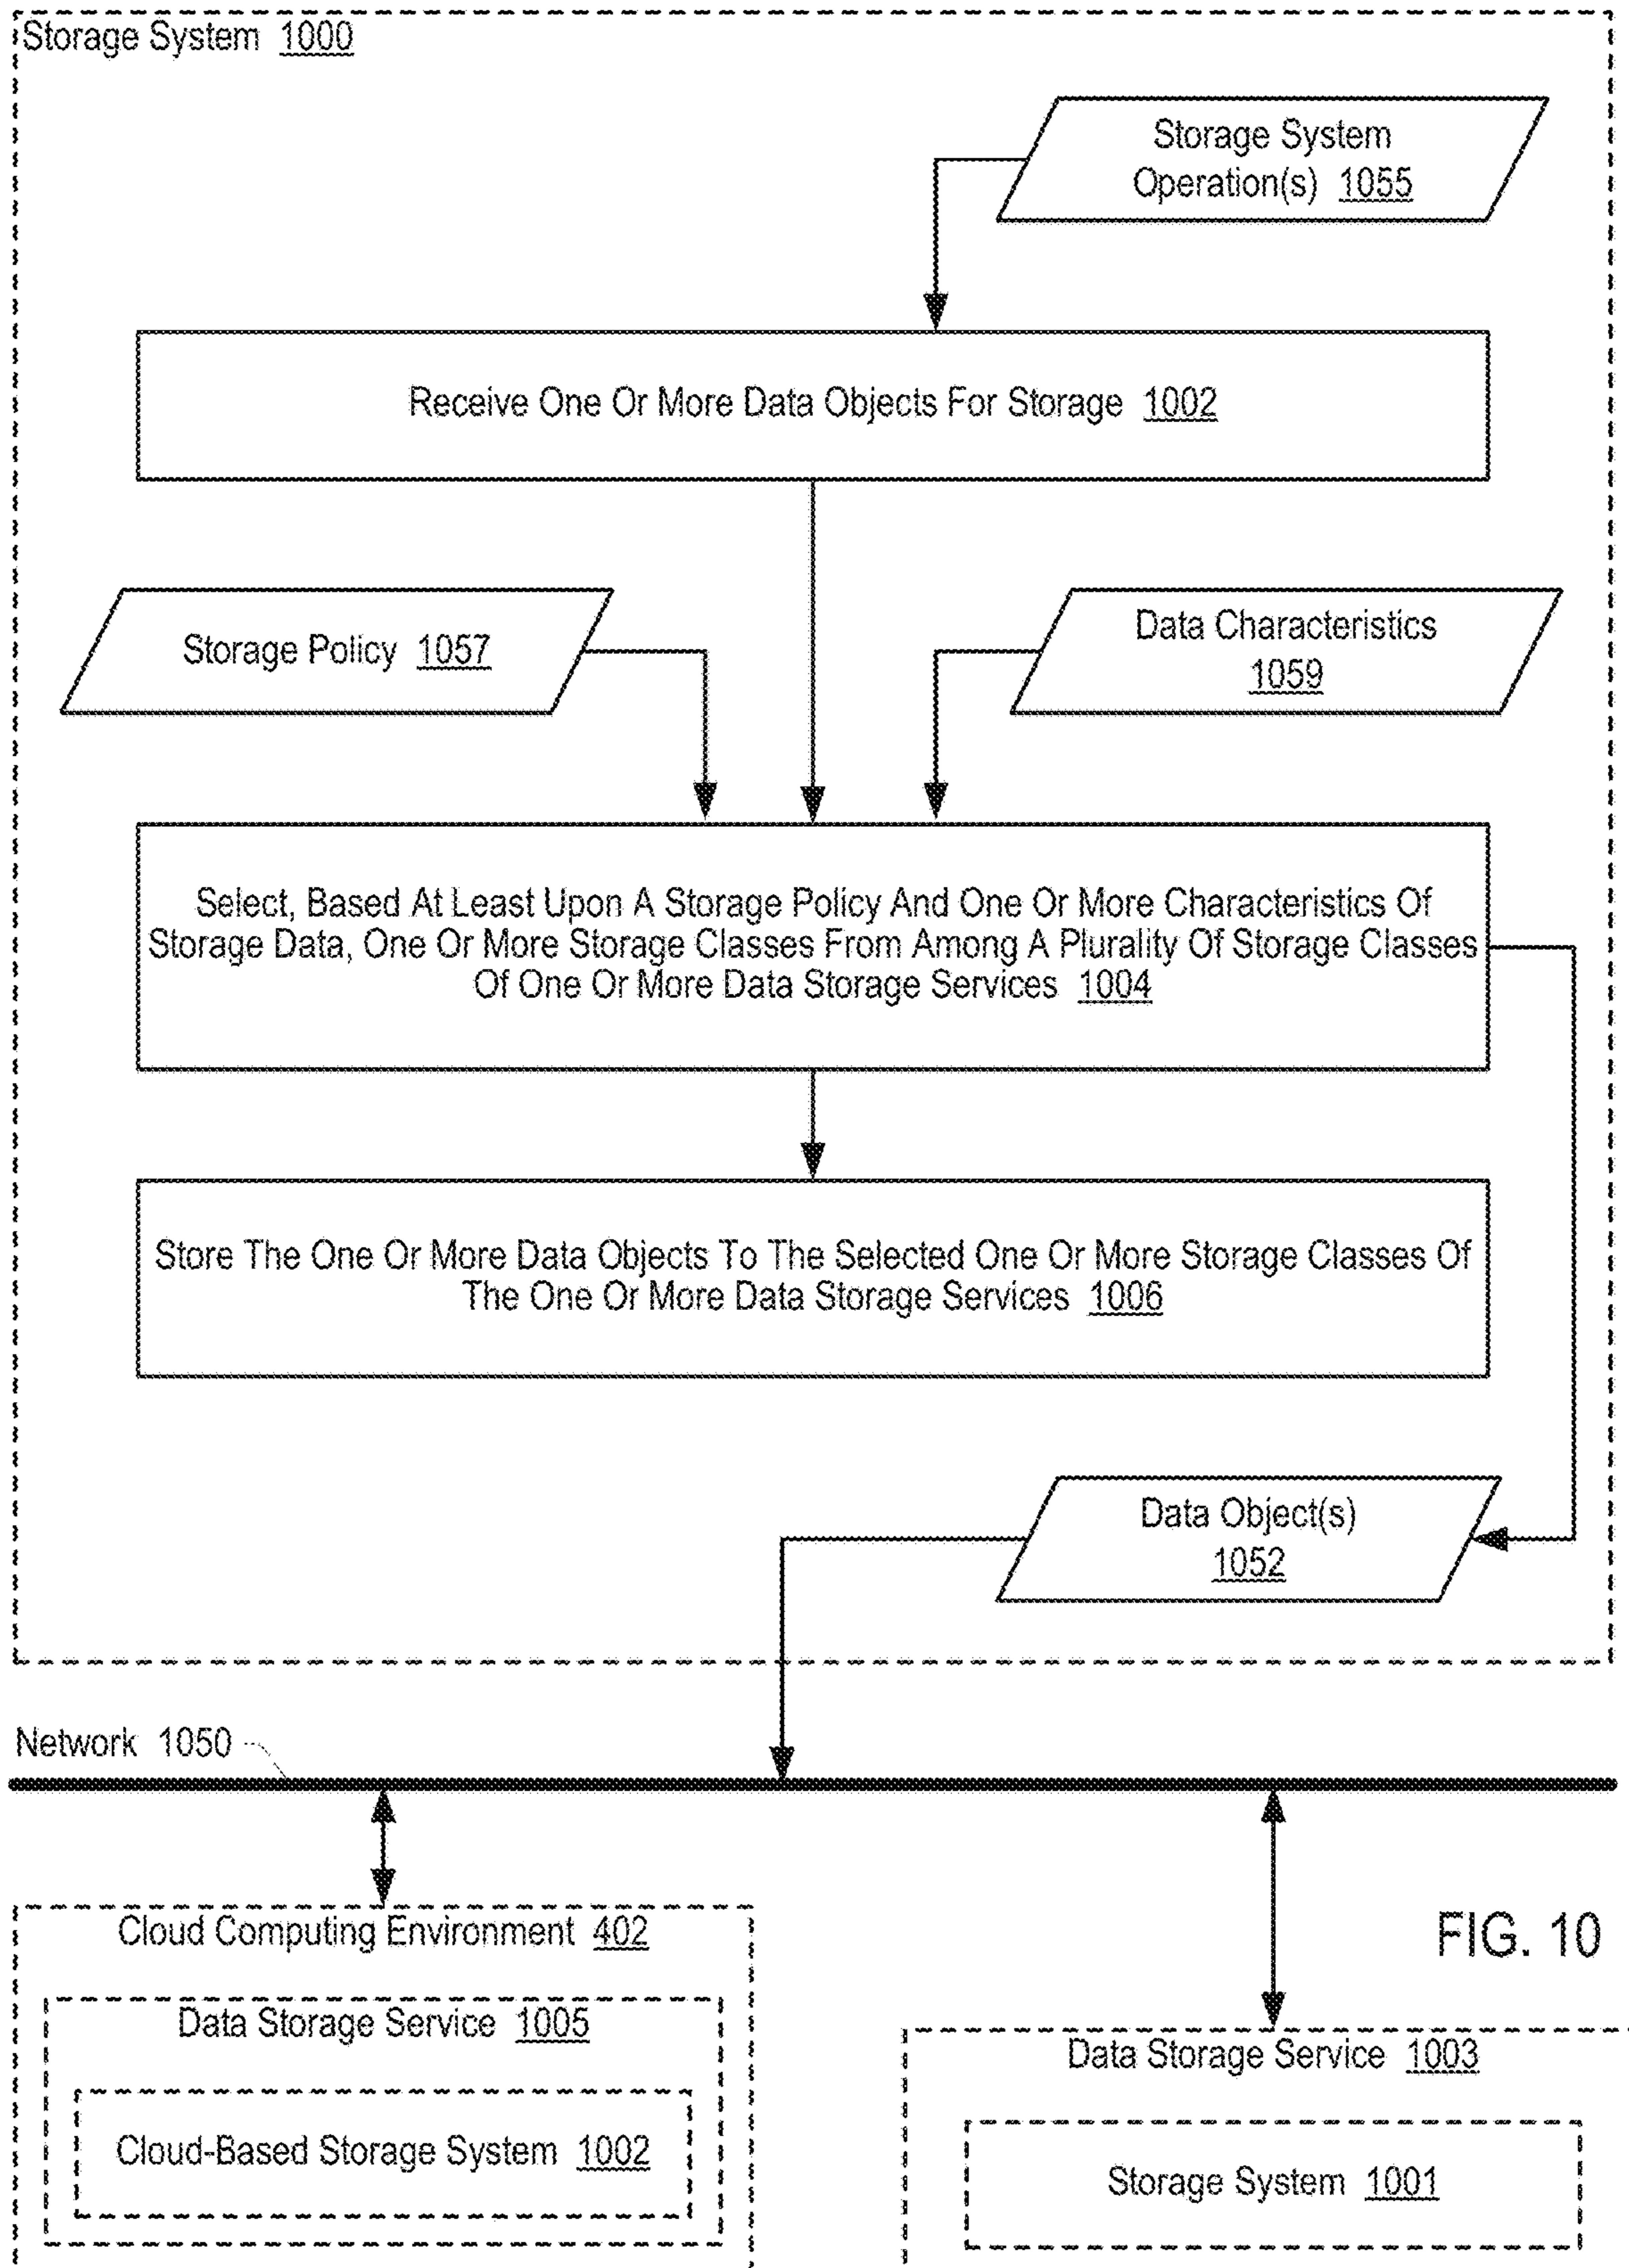 Storage System 1000
Storage System
Operation(s) 1055
Receive One Or More Data Objects For Storage 1002
Storage Policy 1057
Data Characteristics
1059
Select, Based At Least Upon A Storage Policy And One Or More Characteristics Of
Storage Data, One Or More Storage Classes From Among A Plurality Of Storage Classes
Of One Or More Data Storage Services 1004
Store The One Or More Data Objects To The Selected One Or More Storage Classes Of
The One Or More Data Storage Services 1006
Data Object(s)
1052
Network 1050
Cloud Computing Environment 402
FIG. 10
Data Storage Service 1005
Data Storage Service 1003
Cloud-Based Storage System 1002
Storage System 1001